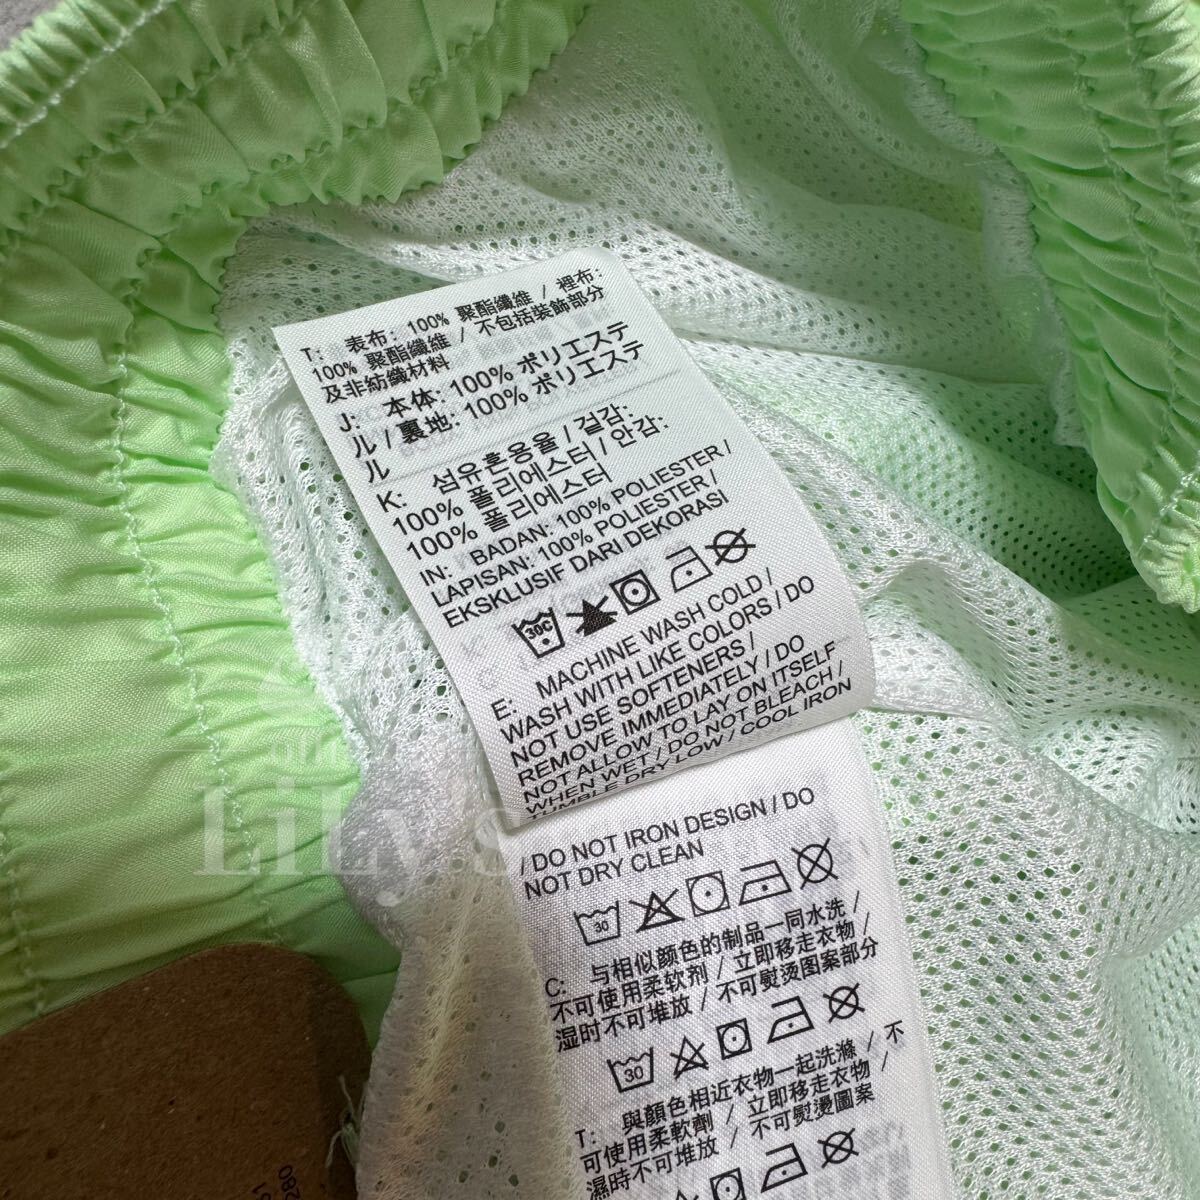 T: 表布: 100% 聚酯纖維 / 裡布:
100% 聚酯纖維 / 不包括裝飾部分
及非紡織材料
J: 本体: 100% ポリエステ
ル / 裏地: 100% ポリエステ
ル
K: 섬유혼용율 / 겉감:
100% 폴리에스터 / 안감:
100% 폴리에스터
IN: BADAN: 100% POLIESTER /
LAPISAN: 100% POLIESTER /
EKSKLUSIF DARI DEKORASI
30C
E: MACHINE WASH COLD /
WASH WITH LIKE COLORS / DO
NOT USE SOFTENERS /
REMOVE IMMEDIATELY / DO
NOT ALLOW TO LAY ON ITSELF
WHEN WET / DO NOT BLEACH /
TUMBLE DRY LOW / COOL IRON
/ DO NOT IRON DESIGN / DO
NOT DRY CLEAN
30
C: 与相似颜色的制品一同水洗 /
不可使用柔软剂 / 立即移走衣物 /
湿时不可堆放 / 不可熨烫图案部分
30
T: 與顏色相近衣物一起洗滌 / 不
可使用柔軟劑 / 立即移走衣物 /
濕時不可堆放 / 不可熨燙圖案
LiLy.s